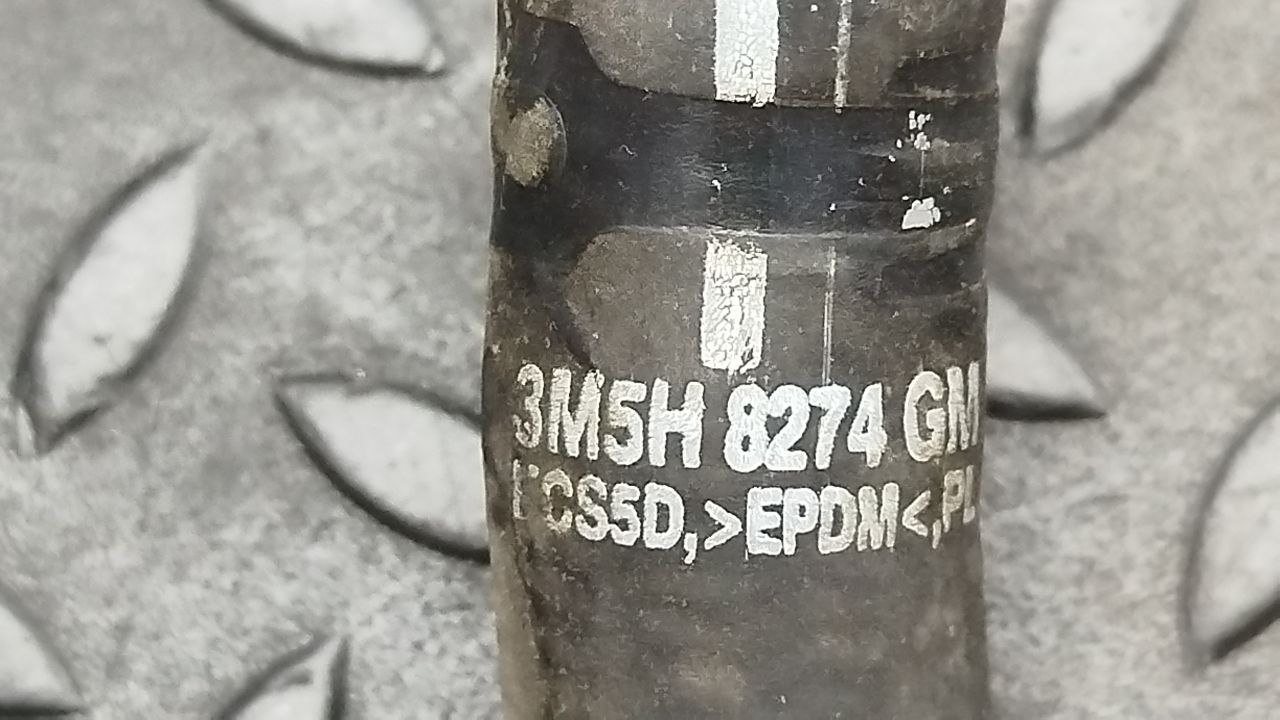 3M5H 8274 GM
CS5D,>EPDM<,PL